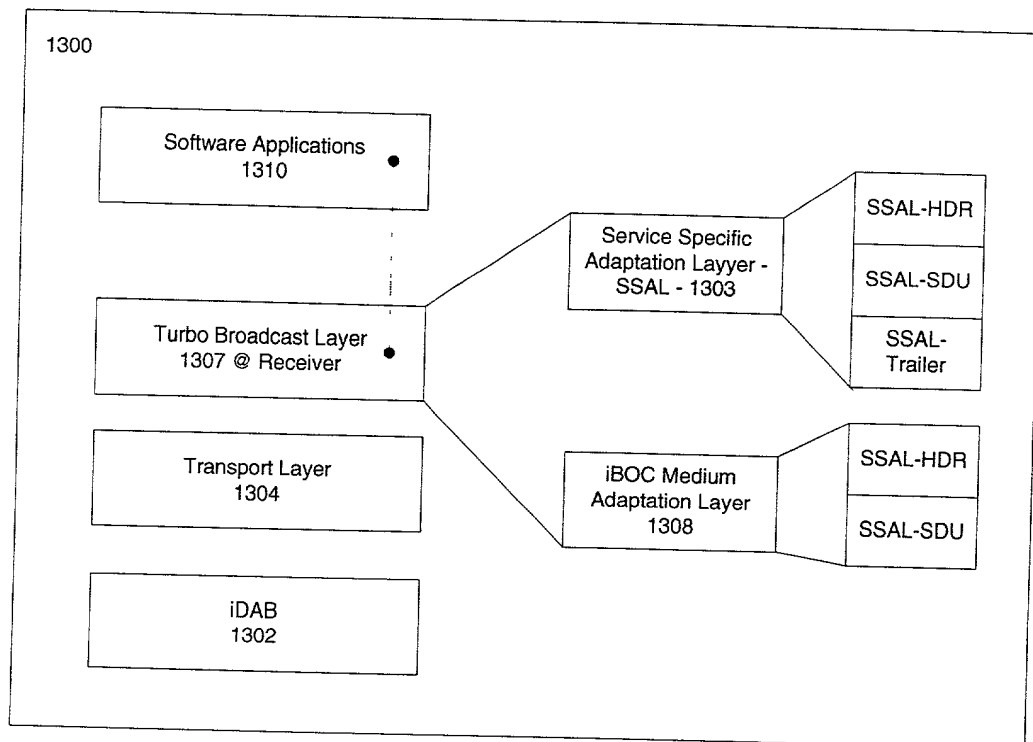 1300
Software Applications
1310
Turbo Broadcast Layer
1307 @ Receiver
Transport Layer
1304
iDAB
1302
Service Specific
Adaptation Layyer -
SSAL - 1303
SSAL-HDR
SSAL-SDU
SSAL-
Trailer
iBOC Medium
Adaptation Layer
1308
SSAL-HDR
SSAL-SDU